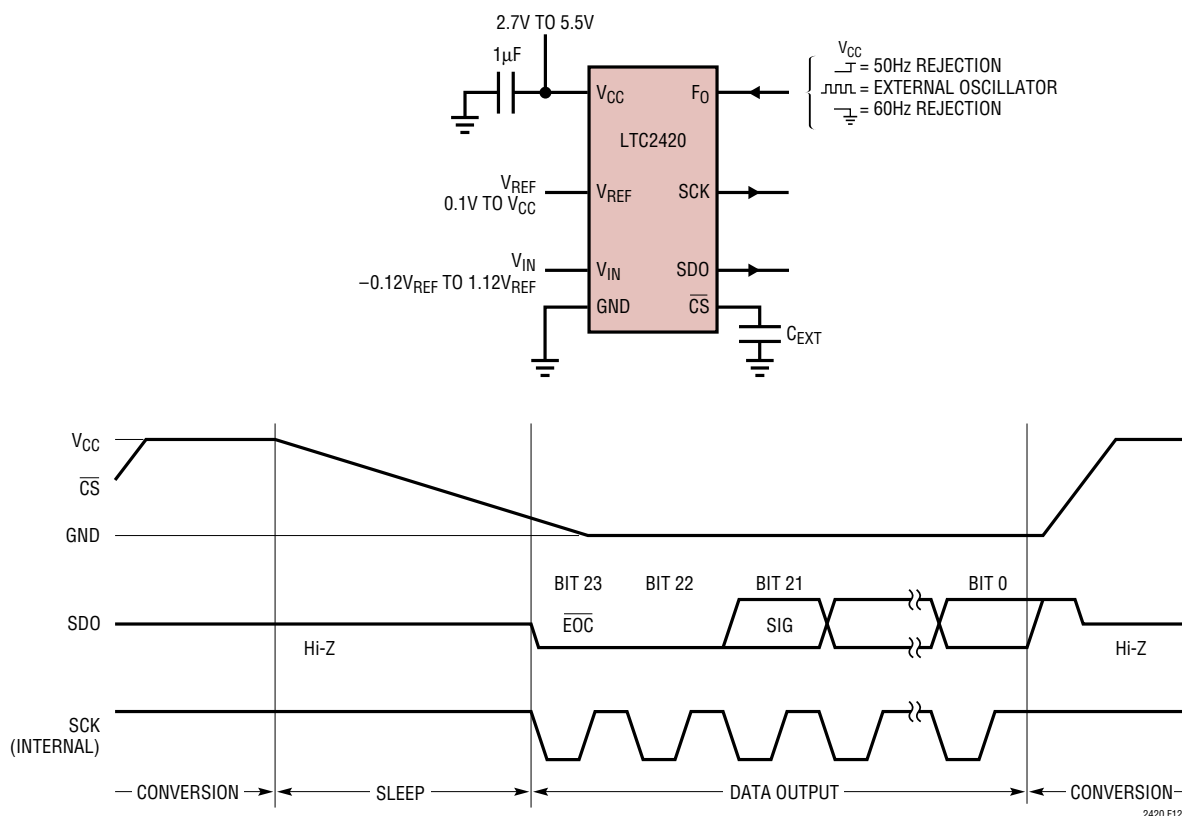 2.7V TO 5.5V
1µF
VCC
= 50Hz REJECTION
= EXTERNAL OSCILLATOR
= 60Hz REJECTION
VCC
FO
LTC2420
VREF
0.1V TO VCC
VREF
SCK
VIN
–0.12VREF TO 1.12VREF
VIN
SDO
GND
CS
CEXT
VCC
CS
GND
BIT 23
BIT 22
BIT 21
BIT 0
SDO
EOC
SIG
Hi-Z
Hi-Z
SCK
(INTERNAL)
CONVERSION
SLEEP
DATA OUTPUT
CONVERSION
2420 F12